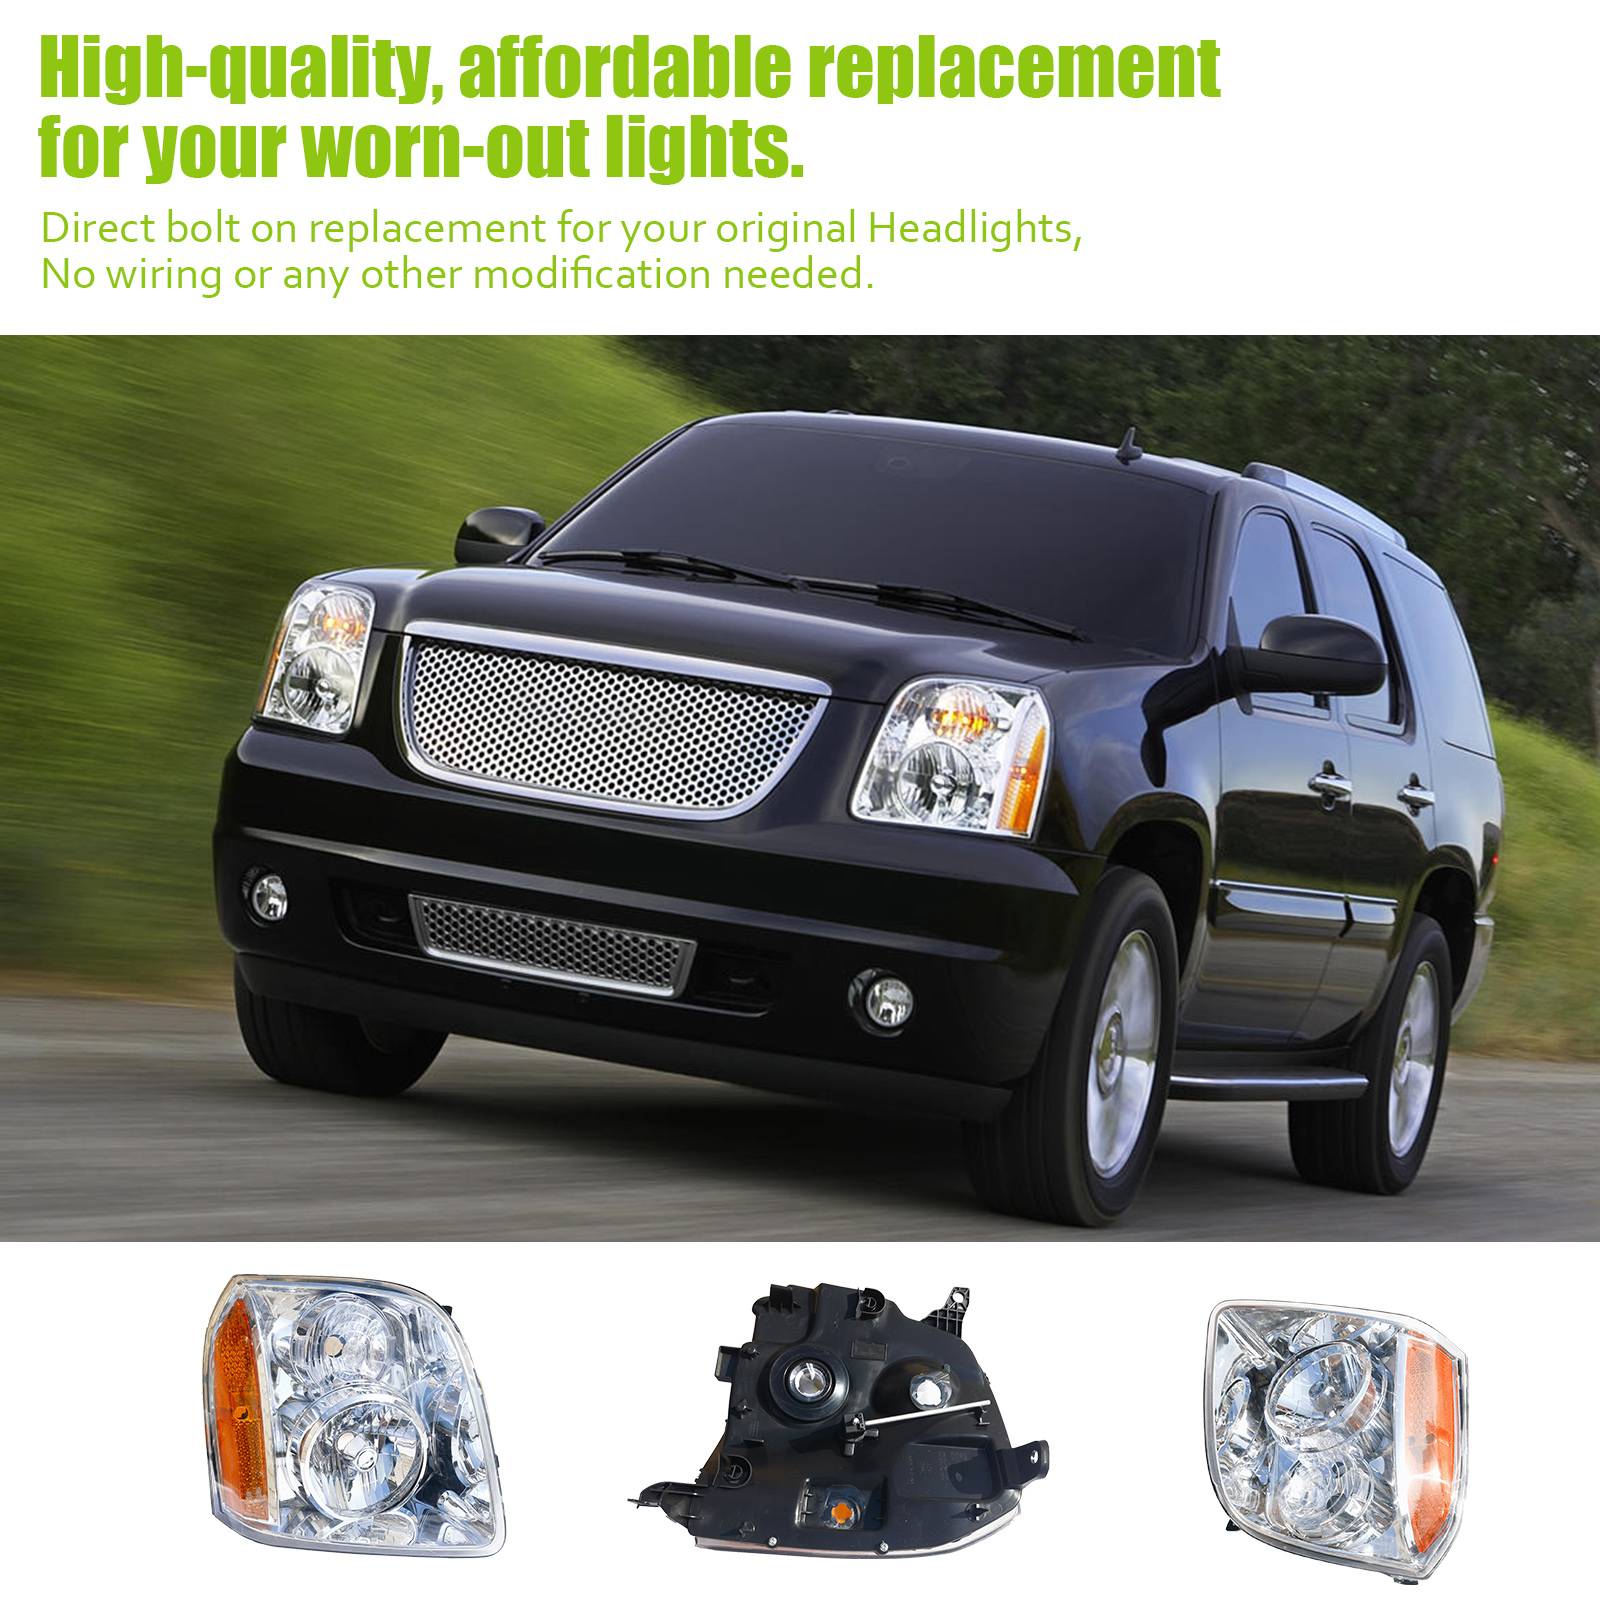 High-quality, affordable replacement
for your worn-out lights.
Direct bolt on replacement for your original Headlights,
No wiring or any other modification needed.